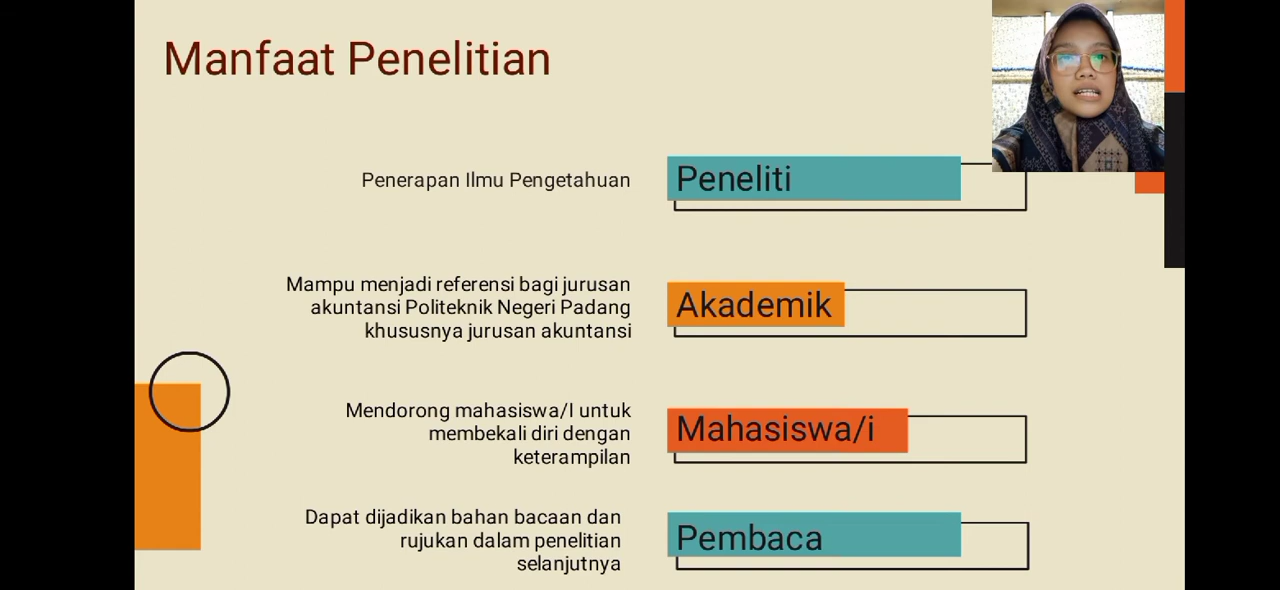 Manfaat Penelitian
Penerapan Ilmu Pengetahuan
Peneliti
Mampu menjadi referensi bagi jurusan
akuntansi Politeknik Negeri Padang
khususnya jurusan akuntansi
Akademik
Mendorong mahasiswa/I untuk
membekali diri dengan
keterampilan
Mahasiswa/i
Dapat dijadikan bahan bacaan dan
rujukan dalam penelitian
selanjutnya
Pembaca